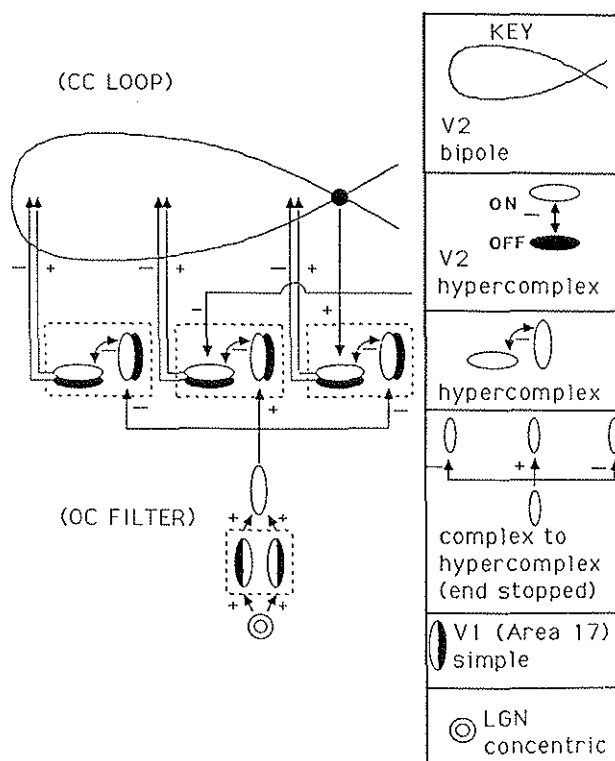 (CC LOOP)
− + − + − +
− +
− − −
− + −
(OC FILTER)
+ +
+ +
KEY
V2
bipole
ON
−
OFF
V2
hypercomplex
−
hypercomplex
− + −
complex to
hypercomplex
(end stopped)
V1 (Area 17)
simple
LGN
concentric